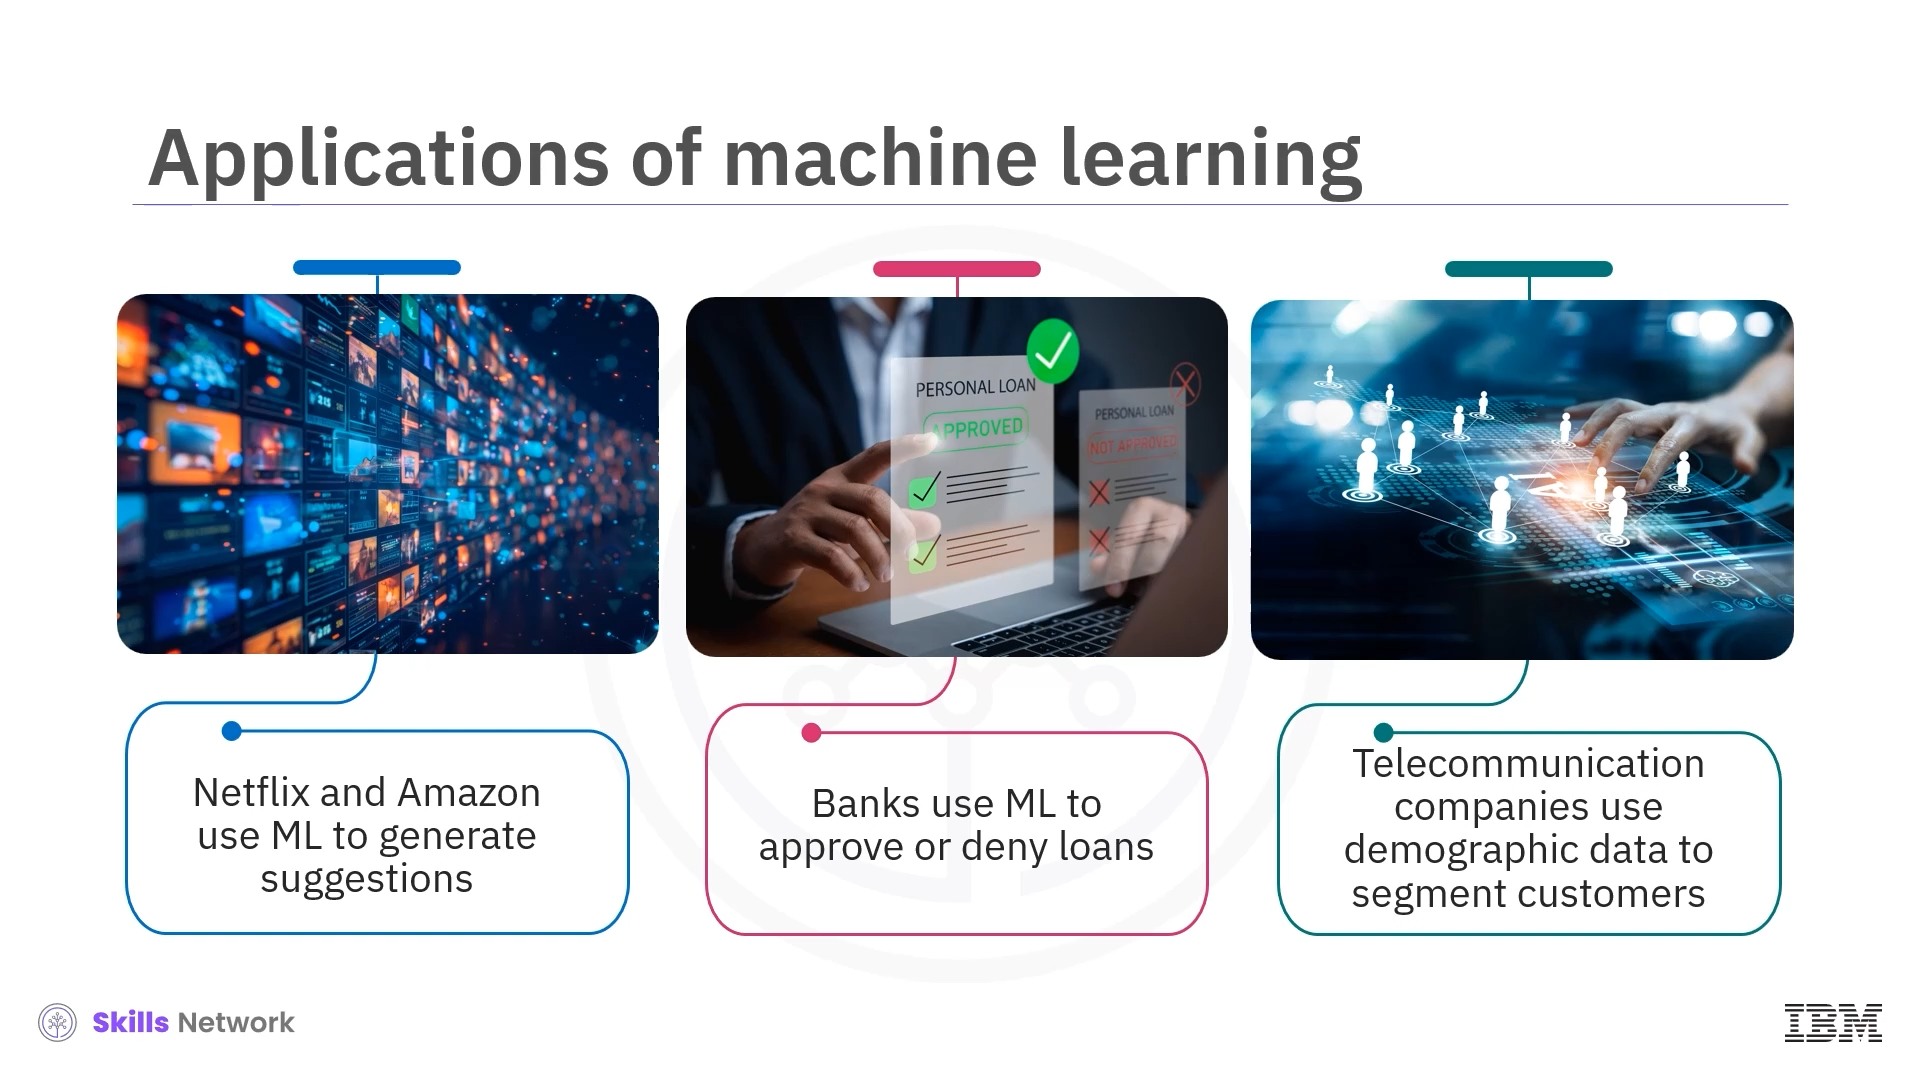 Applications of machine learning
PERSONAL LOAN
APPROVED
PERSONAL LOAN
NOT APPROVED
Netflix and Amazon
use ML to generate
suggestions
Banks use ML to
approve or deny loans
Telecommunication
companies use
demographic data to
segment customers
Skills Network
IBM